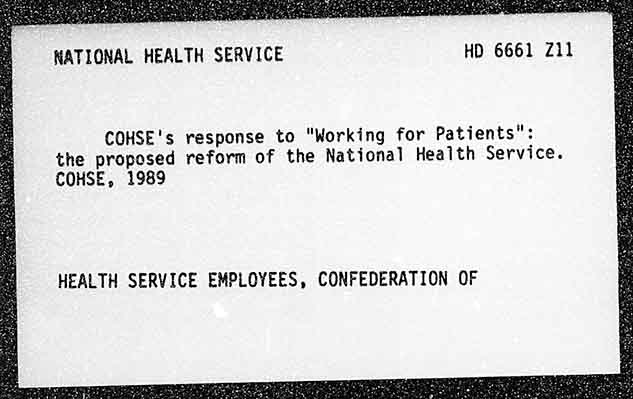 NATIONAL HEALTH SERVICE HD 6661 Z11
COHSE's response to "Working for Patients":
the proposed reform of the National Health Service.
COHSE, 1989
HEALTH SERVICE EMPLOYEES, CONFEDERATION OF